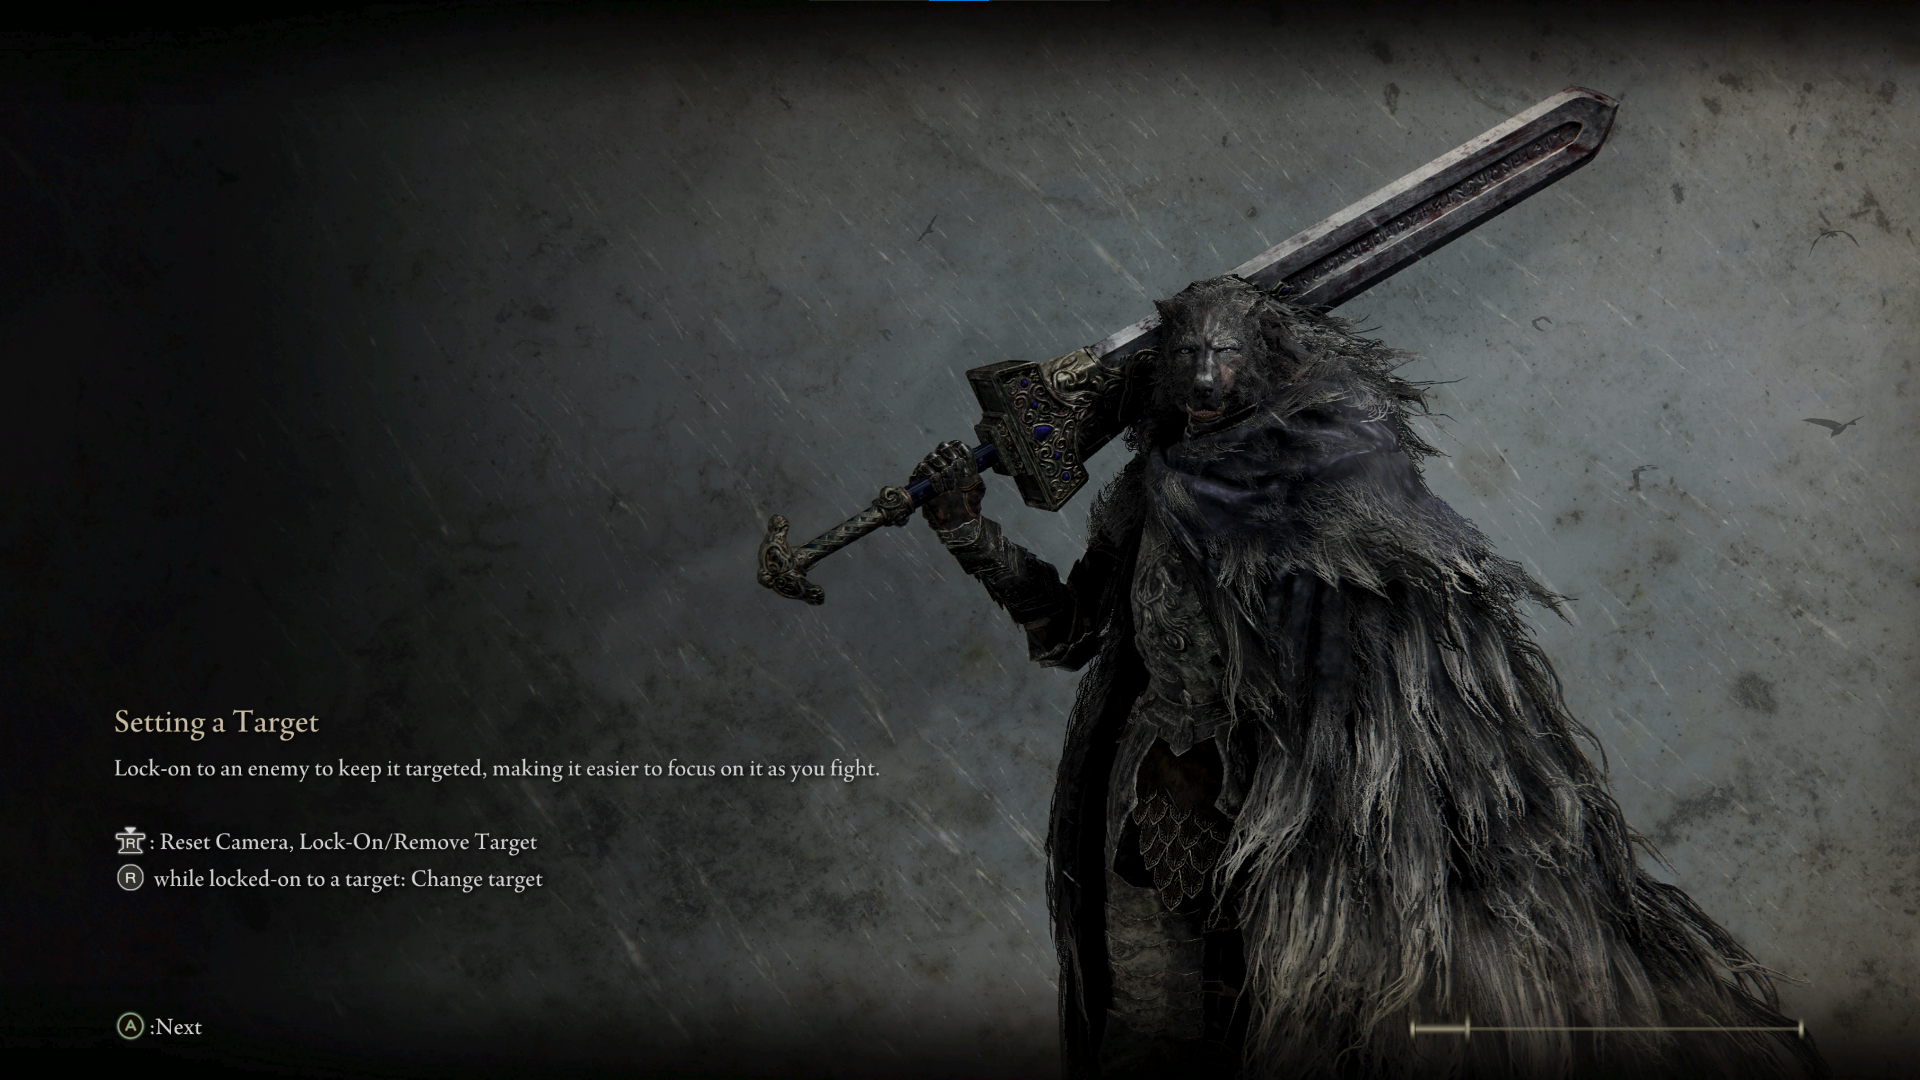 Setting a Target
Lock-on to an enemy to keep it targeted, making it easier to focus on it as you fight.
R : Reset Camera, Lock-On/Remove Target
R while locked-on to a target: Change target
A :Next